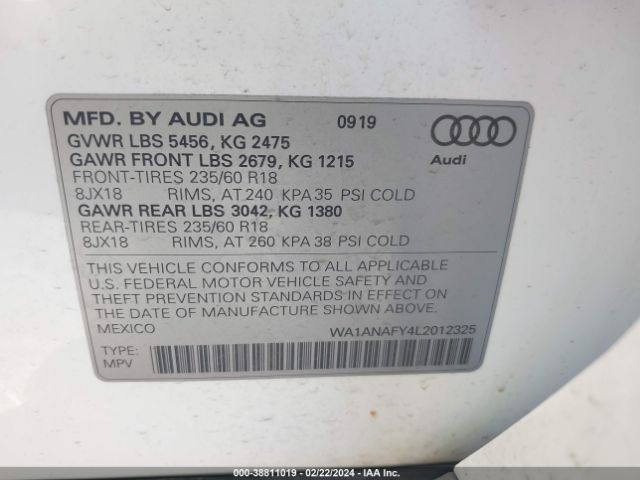 MFD. BY AUDI AG 0919
GVWR LBS 5456, KG 2475
GAWR FRONT LBS 2679, KG 1215
Audi
FRONT-TIRES 235/60 R18
8JX18 RIMS, AT 240 KPA 35 PSI COLD
GAWR REAR LBS 3042, KG 1380
REAR-TIRES 235/60 R18
8JX18 RIMS, AT 260 KPA 38 PSI COLD
THIS VEHICLE CONFORMS TO ALL APPLICABLE
U.S. FEDERAL MOTOR VEHICLE SAFETY AND
THEFT PREVENTION STANDARDS IN EFFECT ON
THE DATE OF MANUFACTURE SHOWN ABOVE.
MEXICO WA1ANAFY4L2012325
TYPE:
MPV
000-38811019 - 02/22/2024 - IAA Inc.